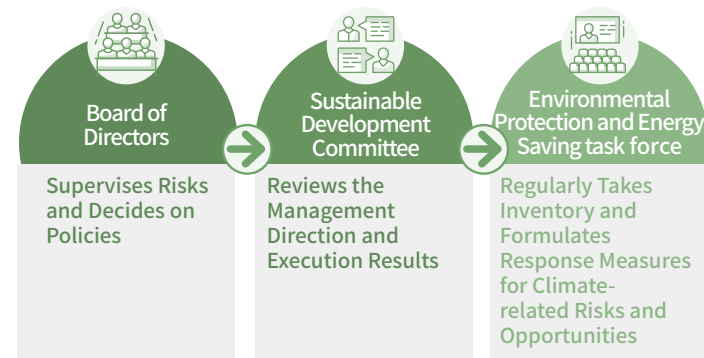 Board of
Directors
Supervises Risks
and Decides on
Policies
Sustainable
Development
Committee
Reviews the
Management
Direction and
Execution Results
Environmental
Protection and Energy
Saving task force
Regularly Takes
Inventory and
Formulates
Response Measures
for Climate-
related Risks and
Opportunities